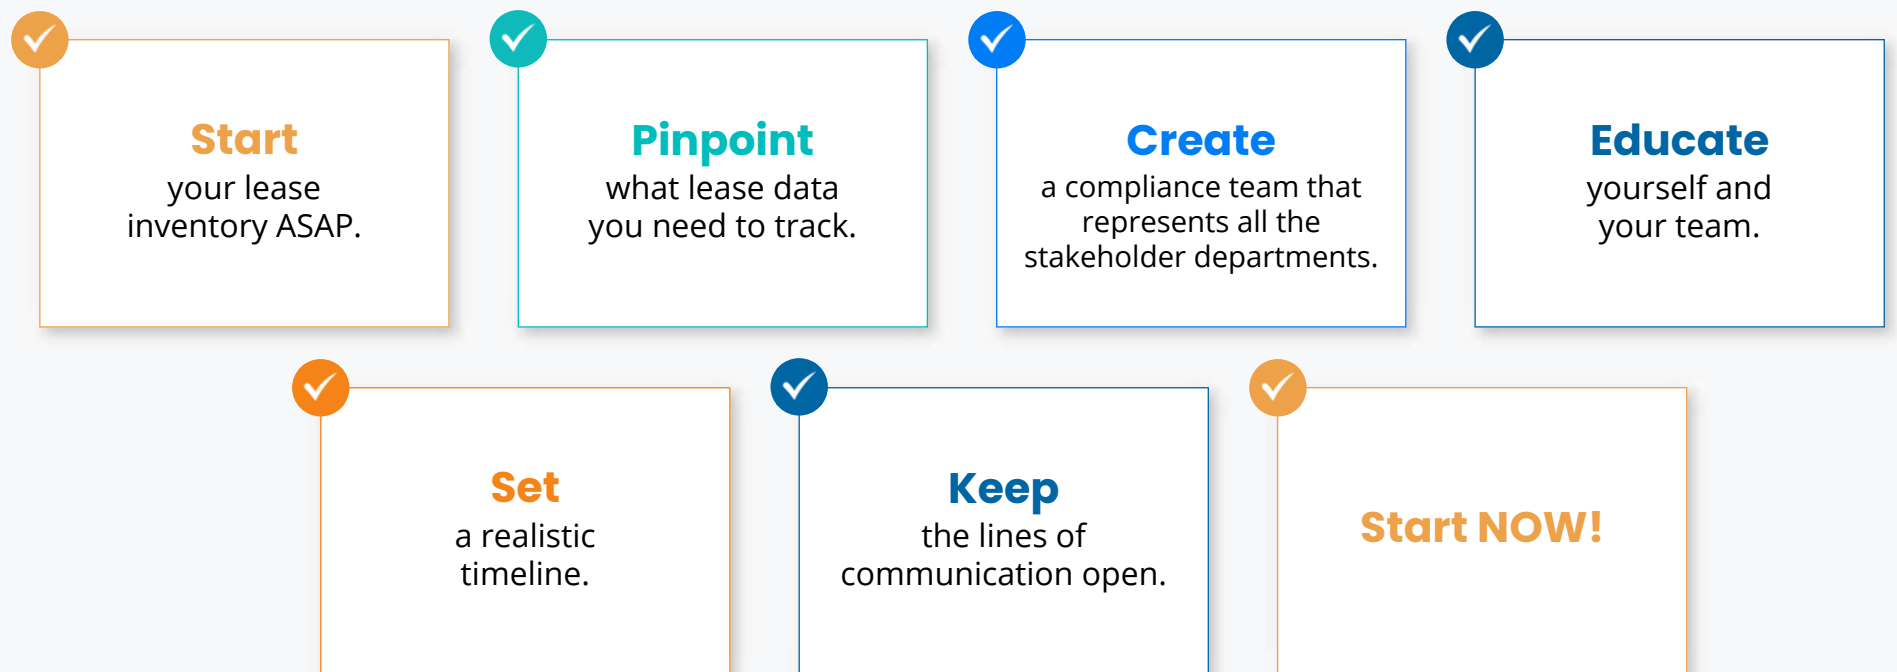 Start
your lease
inventory ASAP.
Pinpoint
what lease data
you need to track.
Create
a compliance team that
represents all the
stakeholder departments.
Educate
yourself and
your team.
Set
a realistic
timeline.
Keep
the lines of
communication open.
Start NOW!